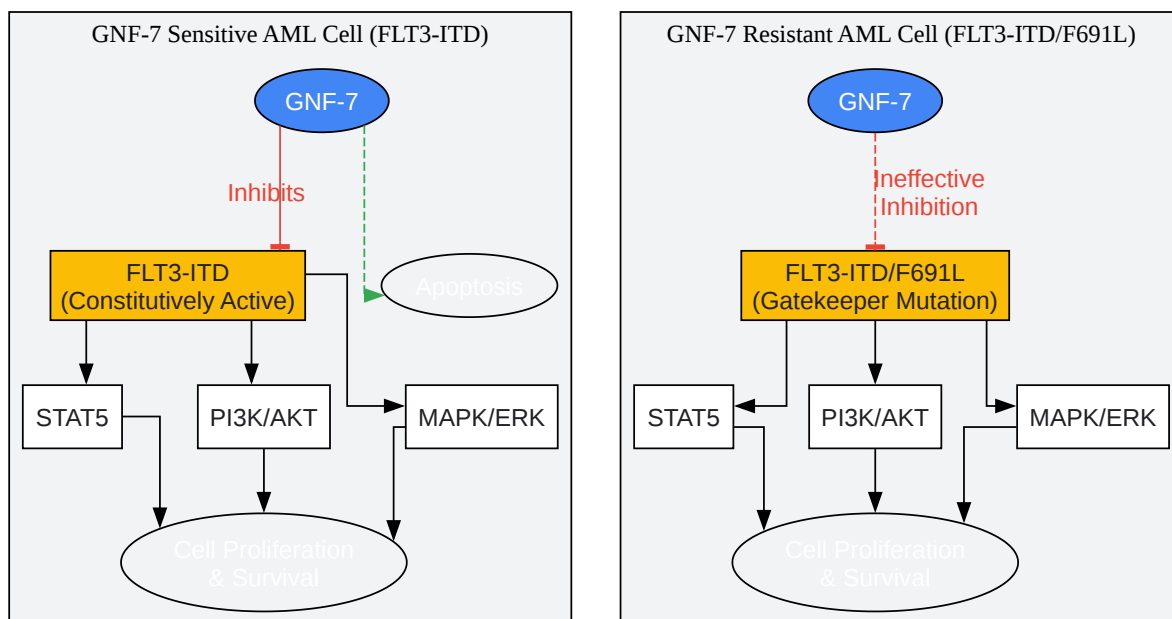 GNF-7 Sensitive AML Cell (FLT3-ITD)
GNF-7
Inhibits
FLT3-ITD
(Constitutively Active)
Apoptosis
STAT5
PI3K/AKT
MAPK/ERK
Cell Proliferation
& Survival
GNF-7 Resistant AML Cell (FLT3-ITD/F691L)
GNF-7
Ineffective
Inhibition
FLT3-ITD/F691L
(Gatekeeper Mutation)
STAT5
PI3K/AKT
MAPK/ERK
Cell Proliferation
& Survival